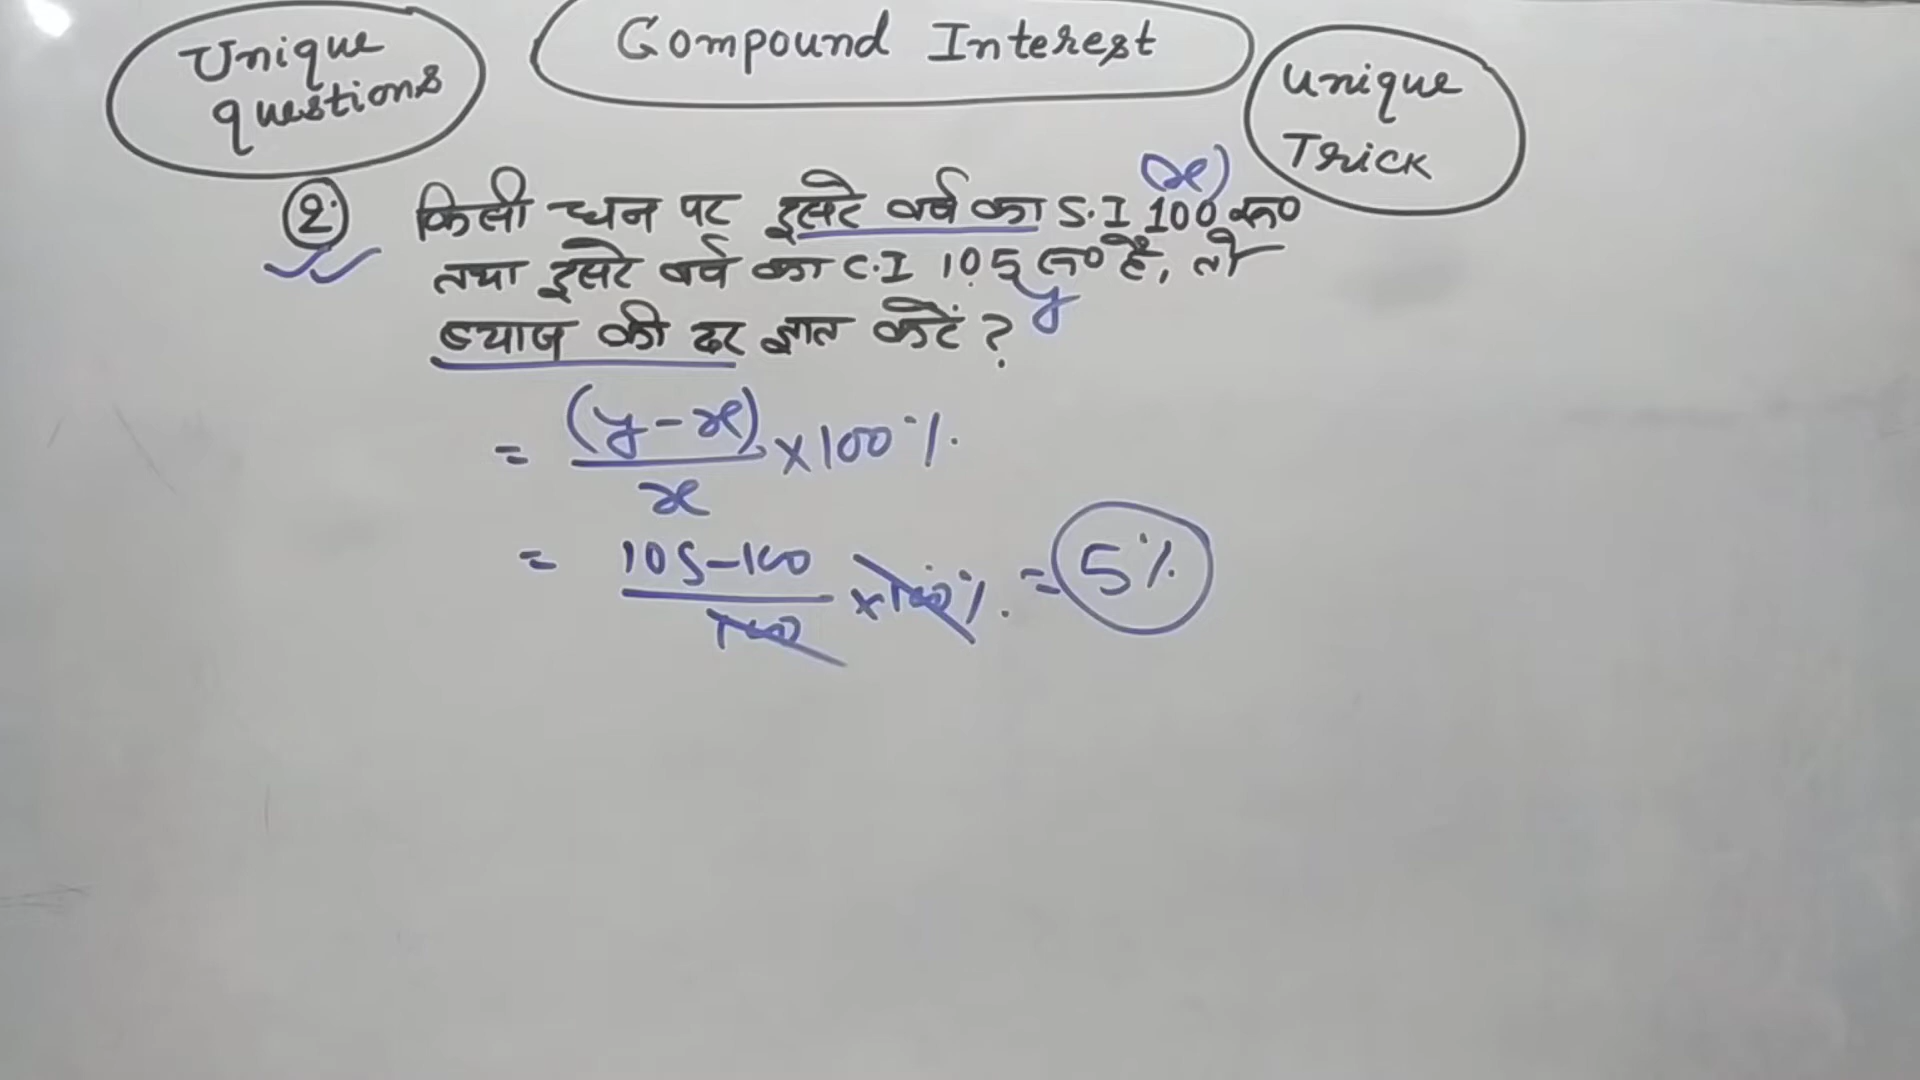 Unique
questions
Compound Interest
Unique
Trick
(x)
2. किसी धन पर दूसरे वर्ष का S.I 100 रू०
तथा दूसरे वर्ष का C.I 105 रू० है, तो
y
ब्याज की दर ज्ञात करें ?
= (y-x)/x ×100%.
= 105-100/100 ×100%. = 5%